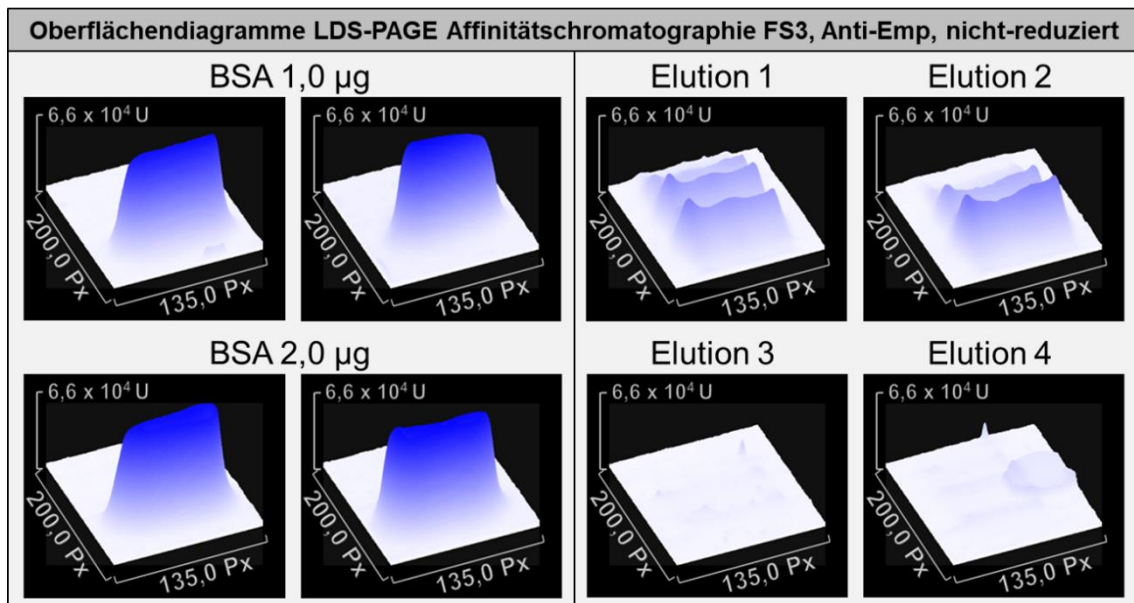 Oberflächendiagramme LDS-PAGE Affinitätschromatographie FS3, Anti-Emp, nicht-reduziert
BSA 1,0 µg
6,6 x 10⁴ U
200,0 Px
135,0 Px
6,6 x 10⁴ U
200,0 Px
135,0 Px
Elution 1
6,6 x 10⁴ U
200,0 Px
135,0 Px
Elution 2
6,6 x 10⁴ U
200,0 Px
135,0 Px
BSA 2,0 µg
6,6 x 10⁴ U
200,0 Px
135,0 Px
6,6 x 10⁴ U
200,0 Px
135,0 Px
Elution 3
6,6 x 10⁴ U
200,0 Px
135,0 Px
Elution 4
6,6 x 10⁴ U
200,0 Px
135,0 Px